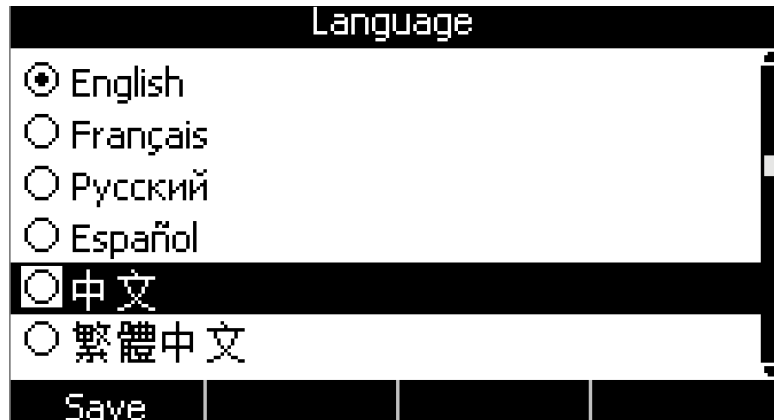 Language
English
Français
Русский
Español
中文
繁體中文
Save